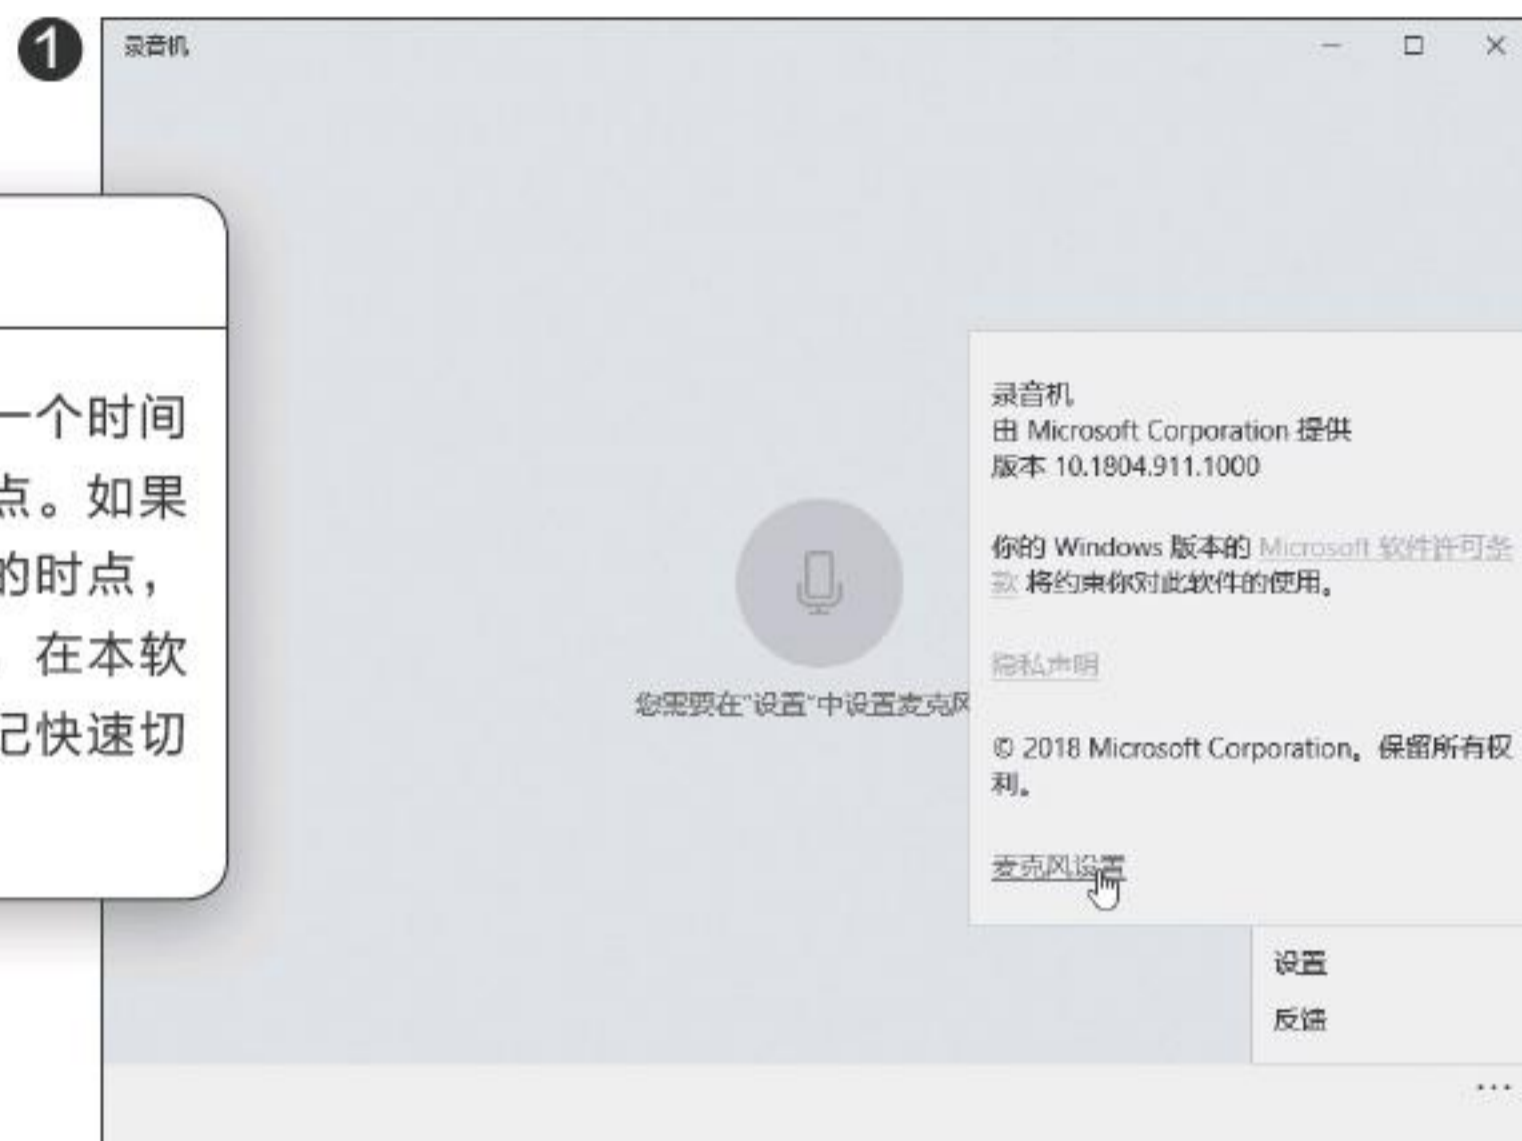 1
录音机
一个时间
点。如果
的时点，
在本软
记快速切
录音机
由 Microsoft Corporation 提供
版本 10.1804.911.1000
你的 Windows 版本的 Microsoft 软件许可条
款 将约束你对此软件的使用。
隐私声明
您需要在"设置"中设置麦克风
© 2018 Microsoft Corporation。保留所有权
利。
麦克风设置
设置
反馈